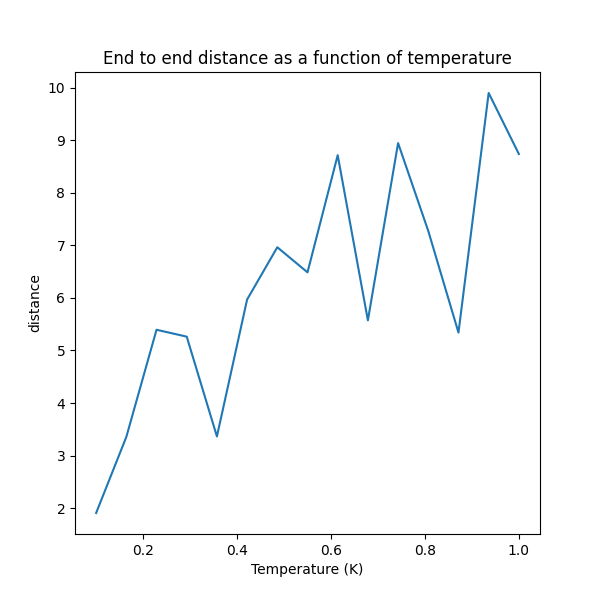 End to end distance as a function of temperature
10
9
8
7
6
5
4
3
2
distance
0.2 0.4 0.6 0.8 1.0
Temperature (K)